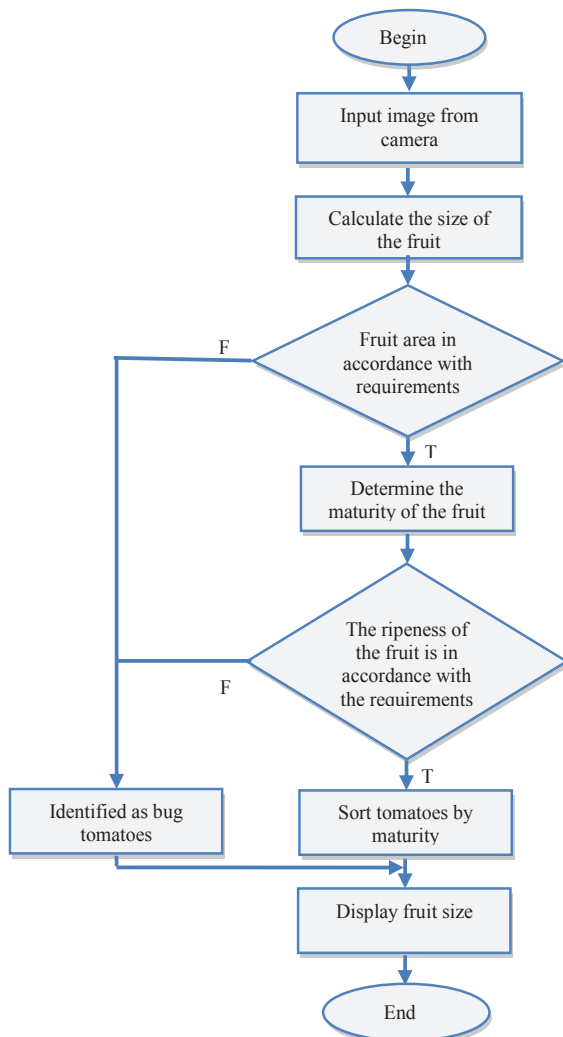 Begin
Input image from
camera
Calculate the size of
the fruit
Fruit area in
accordance with
requirements
F
T
Determine the
maturity of the fruit
The ripeness of
the fruit is in
accordance with
the requirements
F
T
Identified as bug
tomatoes
Sort tomatoes by
maturity
Display fruit size
End